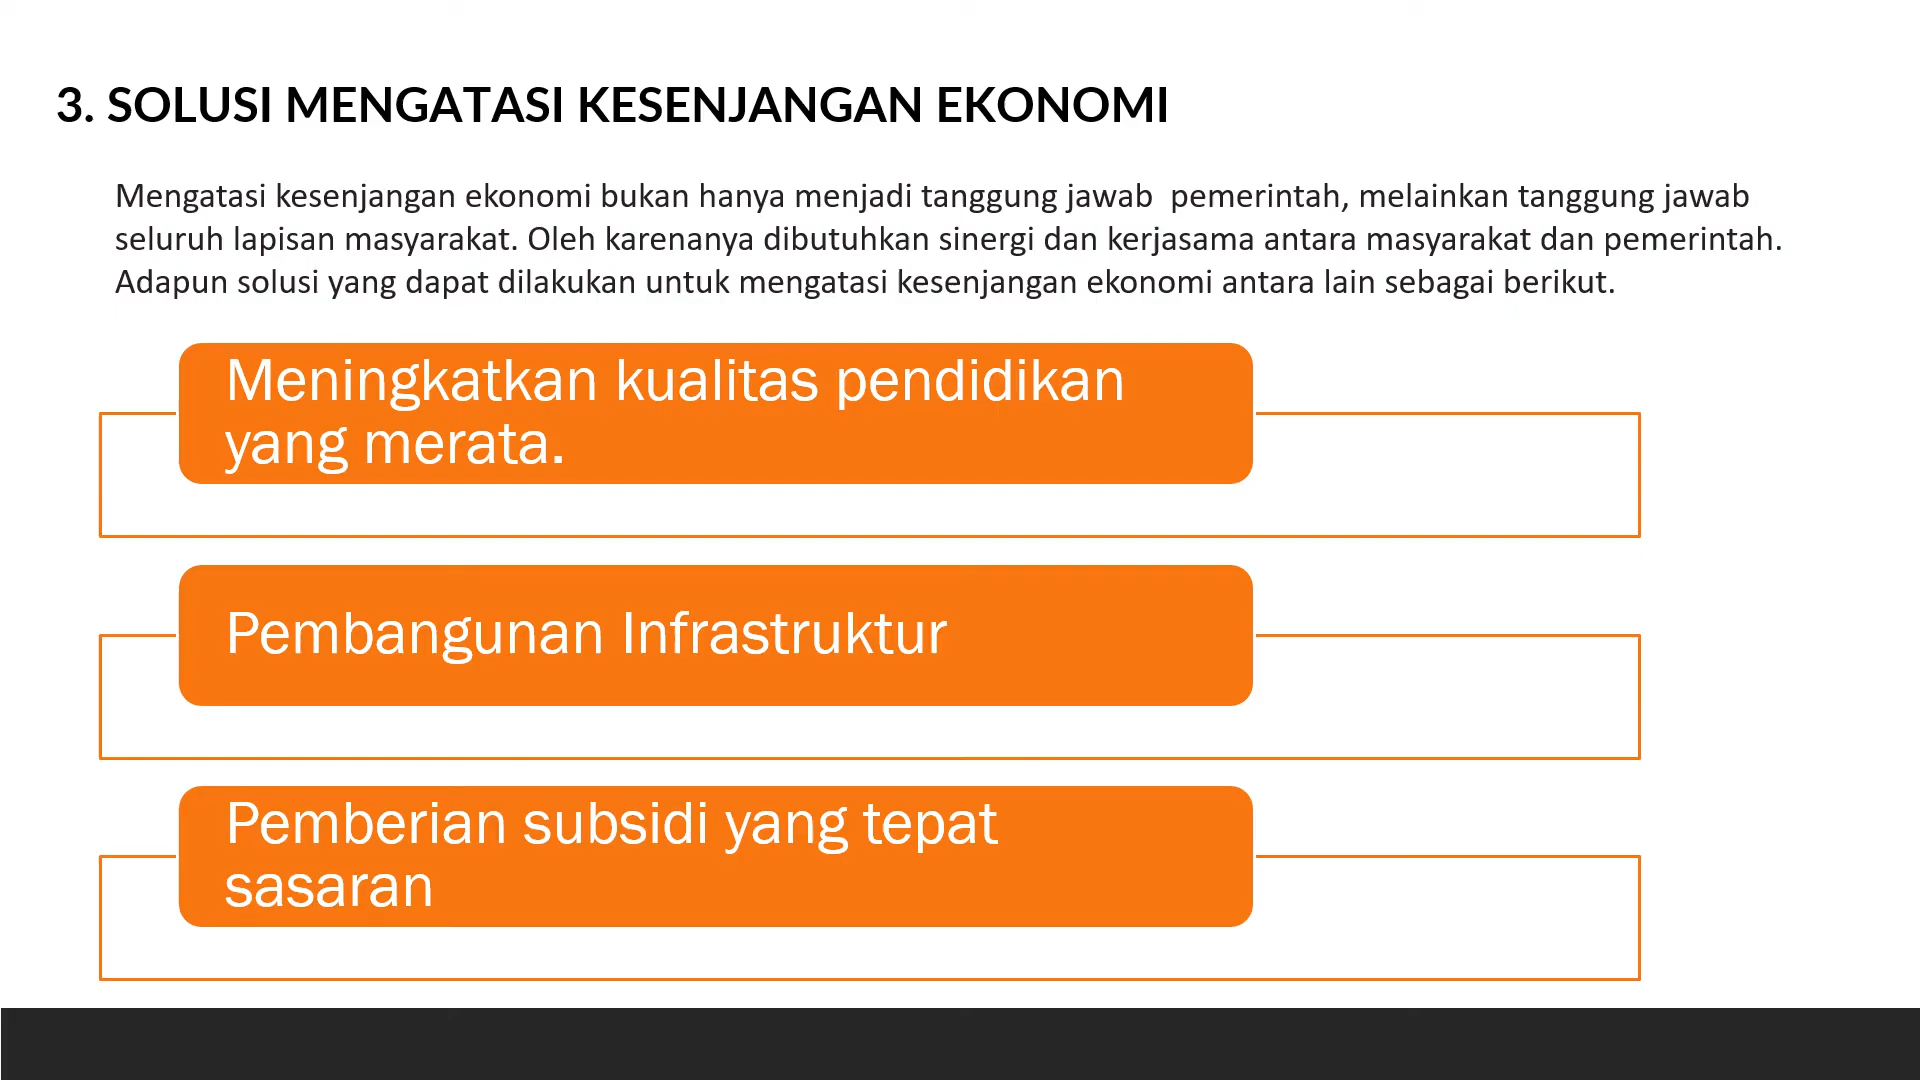 3. SOLUSI MENGATASI KESENJANGAN EKONOMI
Mengatasi kesenjangan ekonomi bukan hanya menjadi tanggung jawab  pemerintah, melainkan tanggung jawab
seluruh lapisan masyarakat. Oleh karenanya dibutuhkan sinergi dan kerjasama antara masyarakat dan pemerintah.
Adapun solusi yang dapat dilakukan untuk mengatasi kesenjangan ekonomi antara lain sebagai berikut.
Meningkatkan kualitas pendidikan
yang merata.
Pembangunan Infrastruktur
Pemberian subsidi yang tepat
sasaran